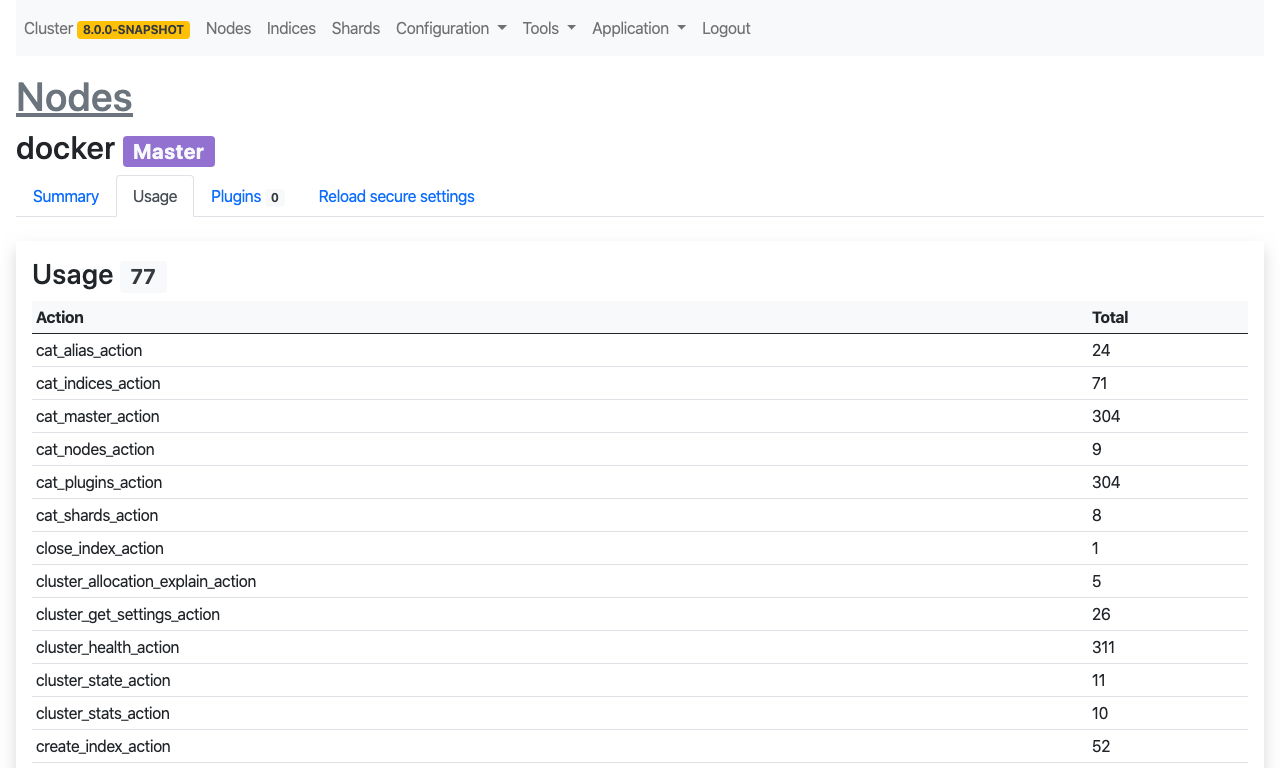 Cluster 8.0.0-SNAPSHOT Nodes Indices Shards Configuration Tools Application Logout
Nodes
docker Master
Summary Usage Plugins 0 Reload secure settings
Usage 77
Action Total
cat_alias_action 24
cat_indices_action 71
cat_master_action 304
cat_nodes_action 9
cat_plugins_action 304
cat_shards_action 8
close_index_action 1
cluster_allocation_explain_action 5
cluster_get_settings_action 26
cluster_health_action 311
cluster_state_action 11
cluster_stats_action 10
create_index_action 52